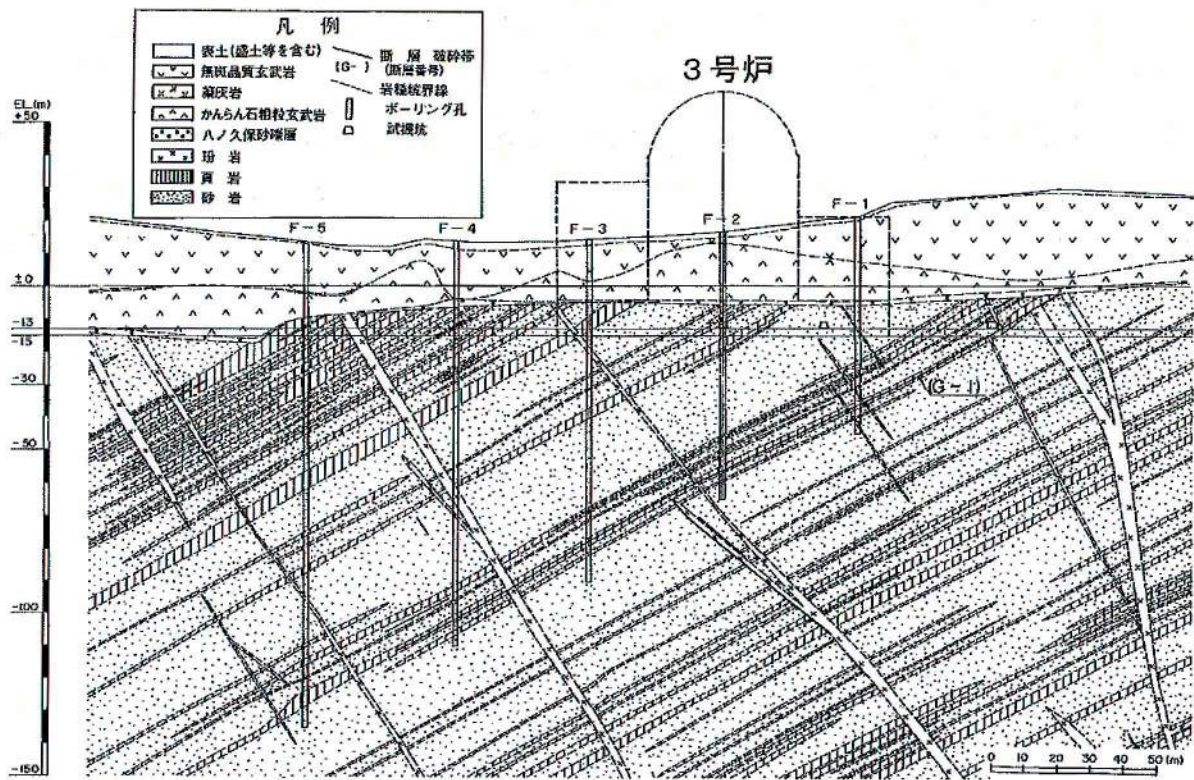 凡 例
表土(盛土等を含む)
無斑晶質玄武岩
凝灰岩
かんらん石粗粒玄武岩
八ノ久保砂礫層
玢 岩
頁 岩
砂 岩
断 層 破砕帯
(G- ) (断層番号)
岩種境界線
ボーリング孔
試掘坑
3号炉
EL.(m)
+50
±0
-13
-15
-30
-50
-100
-150
F-5
F-4
F-3
F-2
F-1
(G-1)
0 10 20 30 40 50 (m)